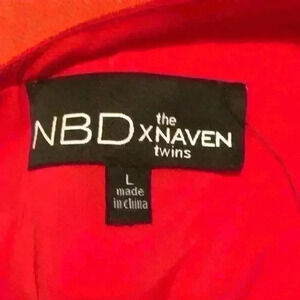 NBD x the NAVEN twins
L
made
in china